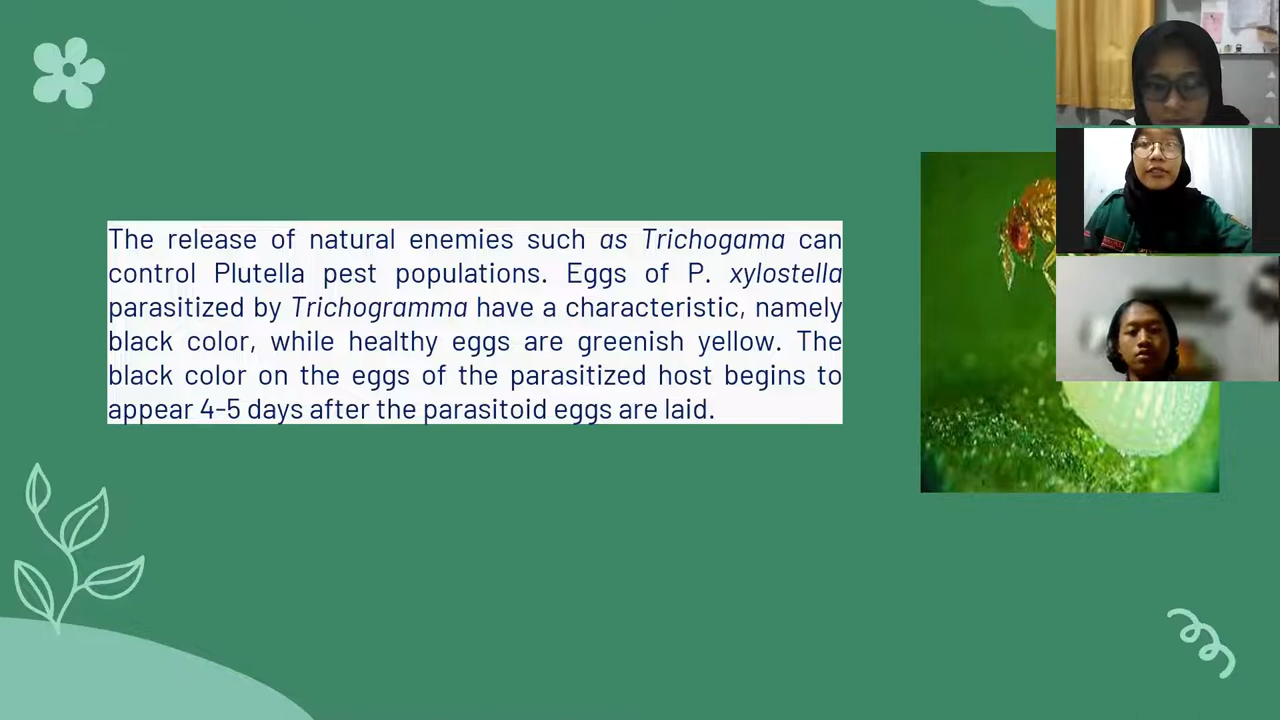 The release of natural enemies such as Trichogama can
control Plutella pest populations. Eggs of P. xylostella
parasitized by Trichogramma have a characteristic, namely
black color, while healthy eggs are greenish yellow. The
black color on the eggs of the parasitized host begins to
appear 4-5 days after the parasitoid eggs are laid.